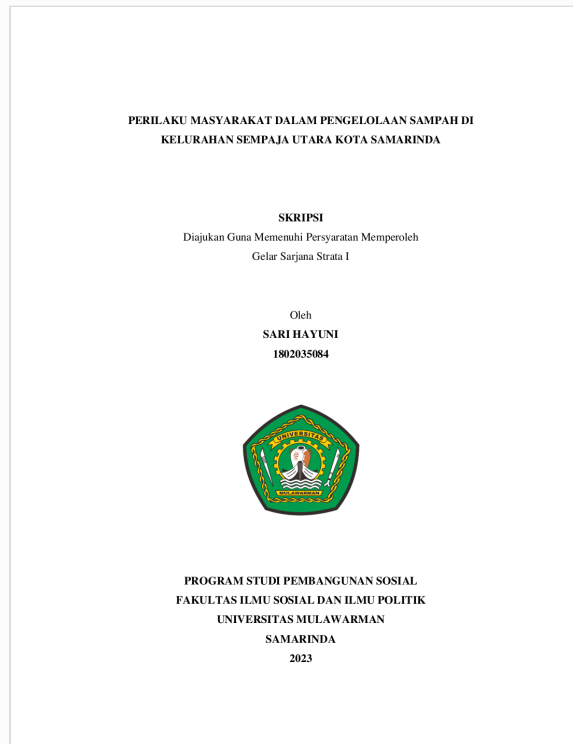 PERILAKU MASYARAKAT DALAM PENGELOLAAN SAMPAH DI
KELURAHAN SEMPAJA UTARA KOTA SAMARINDA
SKRIPSI
Diajukan Guna Memenuhi Persyaratan Memperoleh
Gelar Sarjana Strata I
Oleh
SARI HAYUNI
1802035084
UNIVERSITAS
MULAWARMAN
PROGRAM STUDI PEMBANGUNAN SOSIAL
FAKULTAS ILMU SOSIAL DAN ILMU POLITIK
UNIVERSITAS MULAWARMAN
SAMARINDA
2023